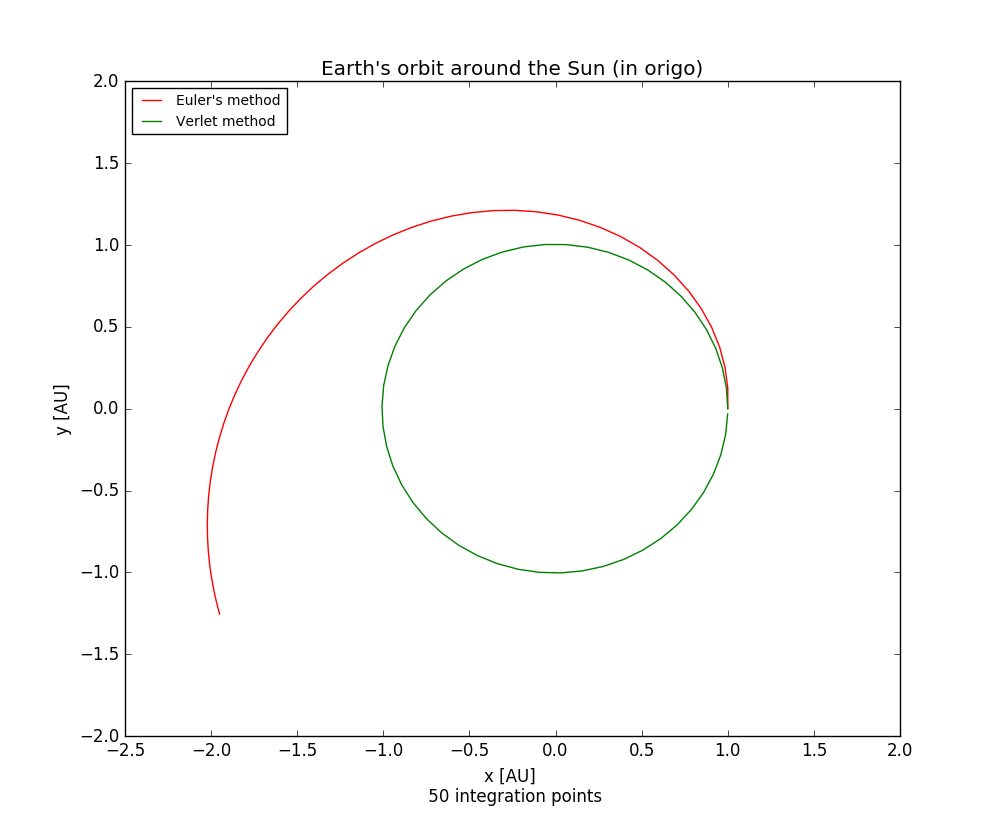 Earth's orbit around the Sun (in origo)
Euler's method
Verlet method
2.0
1.5
1.0
0.5
0.0
−0.5
−1.0
−1.5
−2.0
y [AU]
−2.5 −2.0 −1.5 −1.0 −0.5 0.0 0.5 1.0 1.5 2.0
x [AU]
50 integration points